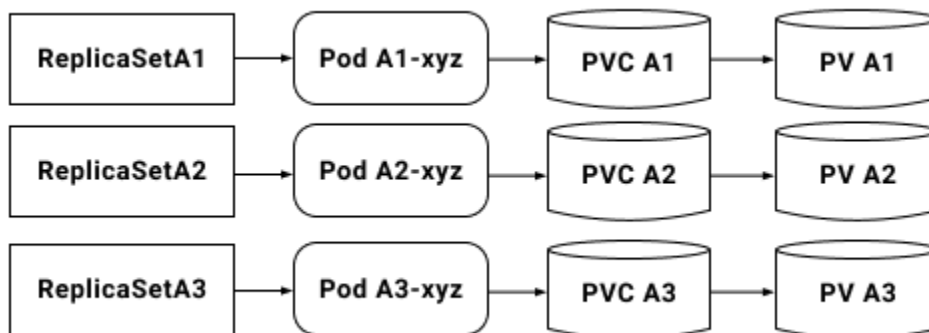 ReplicaSetA1 Pod A1-xyz PVC A1 PV A1
ReplicaSetA2 Pod A2-xyz PVC A2 PV A2
ReplicaSetA3 Pod A3-xyz PVC A3 PV A3